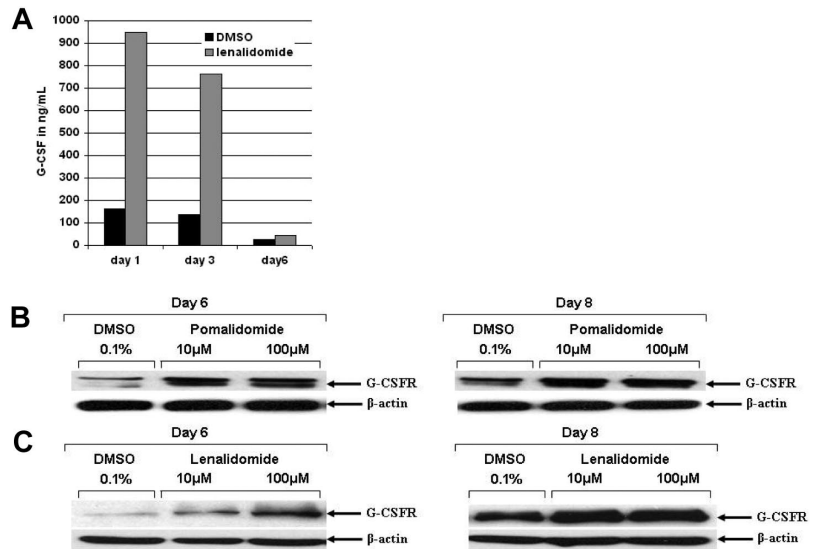 A
1000
900
800
700
600
500
400
300
200
100
0
G-CSF in ng/mL
DMSO
lenalidomide
day 1 day 3 day6
B
Day 6 Day 8
DMSO Pomalidomide DMSO Pomalidomide
0.1% 10µM 100µM 0.1% 10µM 100µM
G-CSFR G-CSFR
β-actin β-actin
C
Day 6 Day 8
DMSO Lenalidomide DMSO Lenalidomide
0.1% 10µM 100µM 0.1% 10µM 100µM
G-CSFR G-CSFR
β-actin β-actin